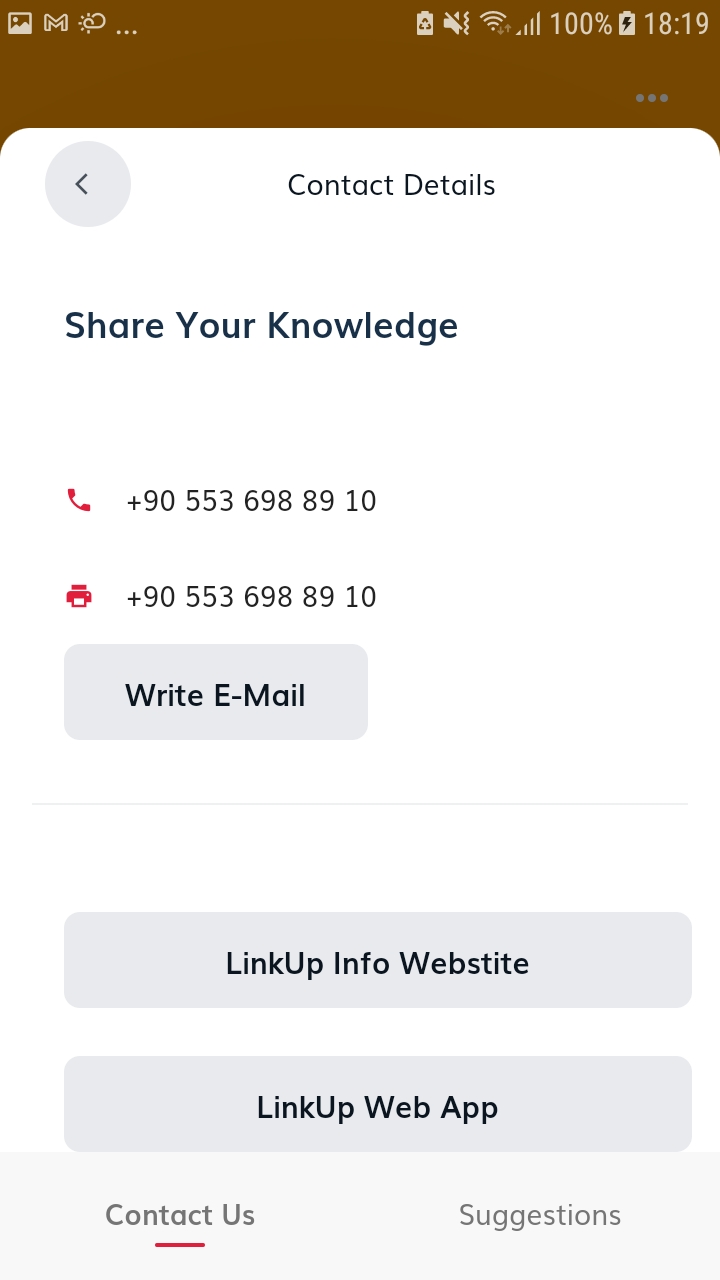 ... 100% 18:19
Contact Details
Share Your Knowledge
+90 553 698 89 10
+90 553 698 89 10
Write E-Mail
LinkUp Info Webstite
LinkUp Web App
Contact Us Suggestions